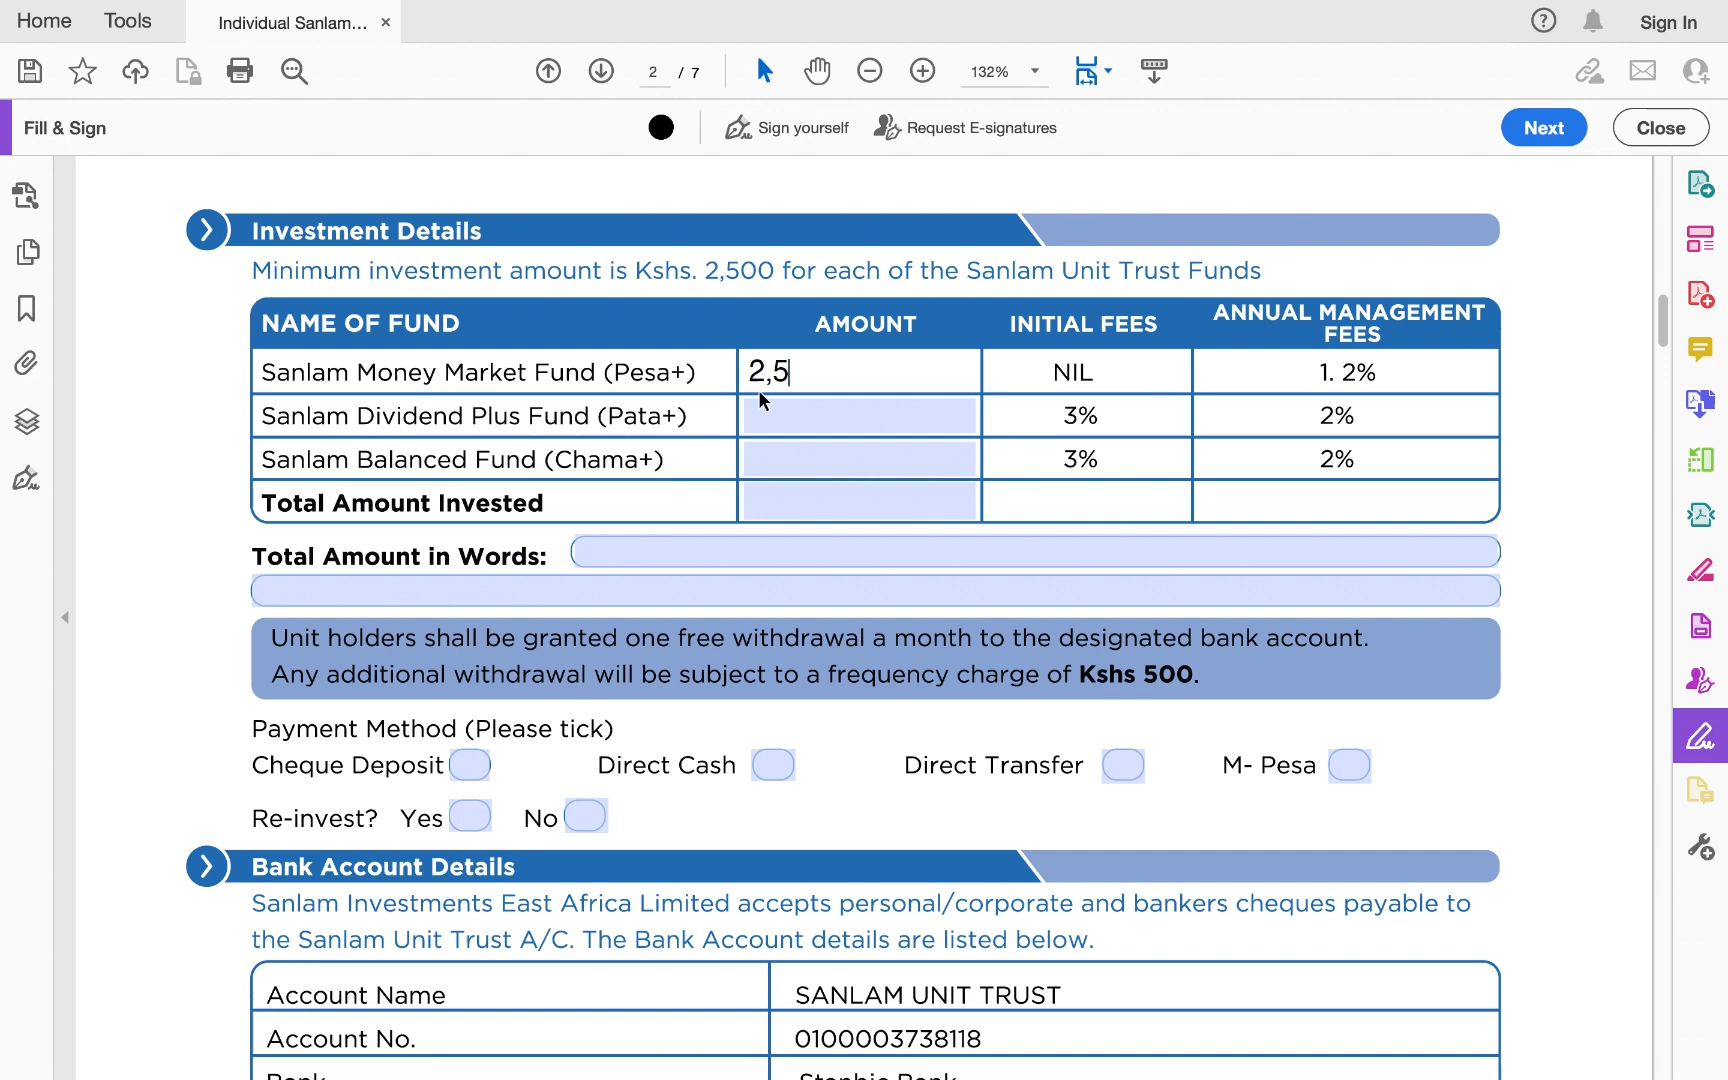 Home Tools Individual Sanlam... × ? Sign In
2 / 7 132%
Fill & Sign Sign yourself Request E-signatures Next Close
Investment Details
Minimum investment amount is Kshs. 2,500 for each of the Sanlam Unit Trust Funds
NAME OF FUND AMOUNT INITIAL FEES ANNUAL MANAGEMENT FEES
Sanlam Money Market Fund (Pesa+) 2,5 NIL 1. 2%
Sanlam Dividend Plus Fund (Pata+) 3% 2%
Sanlam Balanced Fund (Chama+) 3% 2%
Total Amount Invested
Total Amount in Words:
Unit holders shall be granted one free withdrawal a month to the designated bank account.
Any additional withdrawal will be subject to a frequency charge of Kshs 500.
Payment Method (Please tick)
Cheque Deposit Direct Cash Direct Transfer M- Pesa
Re-invest? Yes No
Bank Account Details
Sanlam Investments East Africa Limited accepts personal/corporate and bankers cheques payable to
the Sanlam Unit Trust A/C. The Bank Account details are listed below.
Account Name SANLAM UNIT TRUST
Account No. 0100003738118
Bank Stanbic Bank